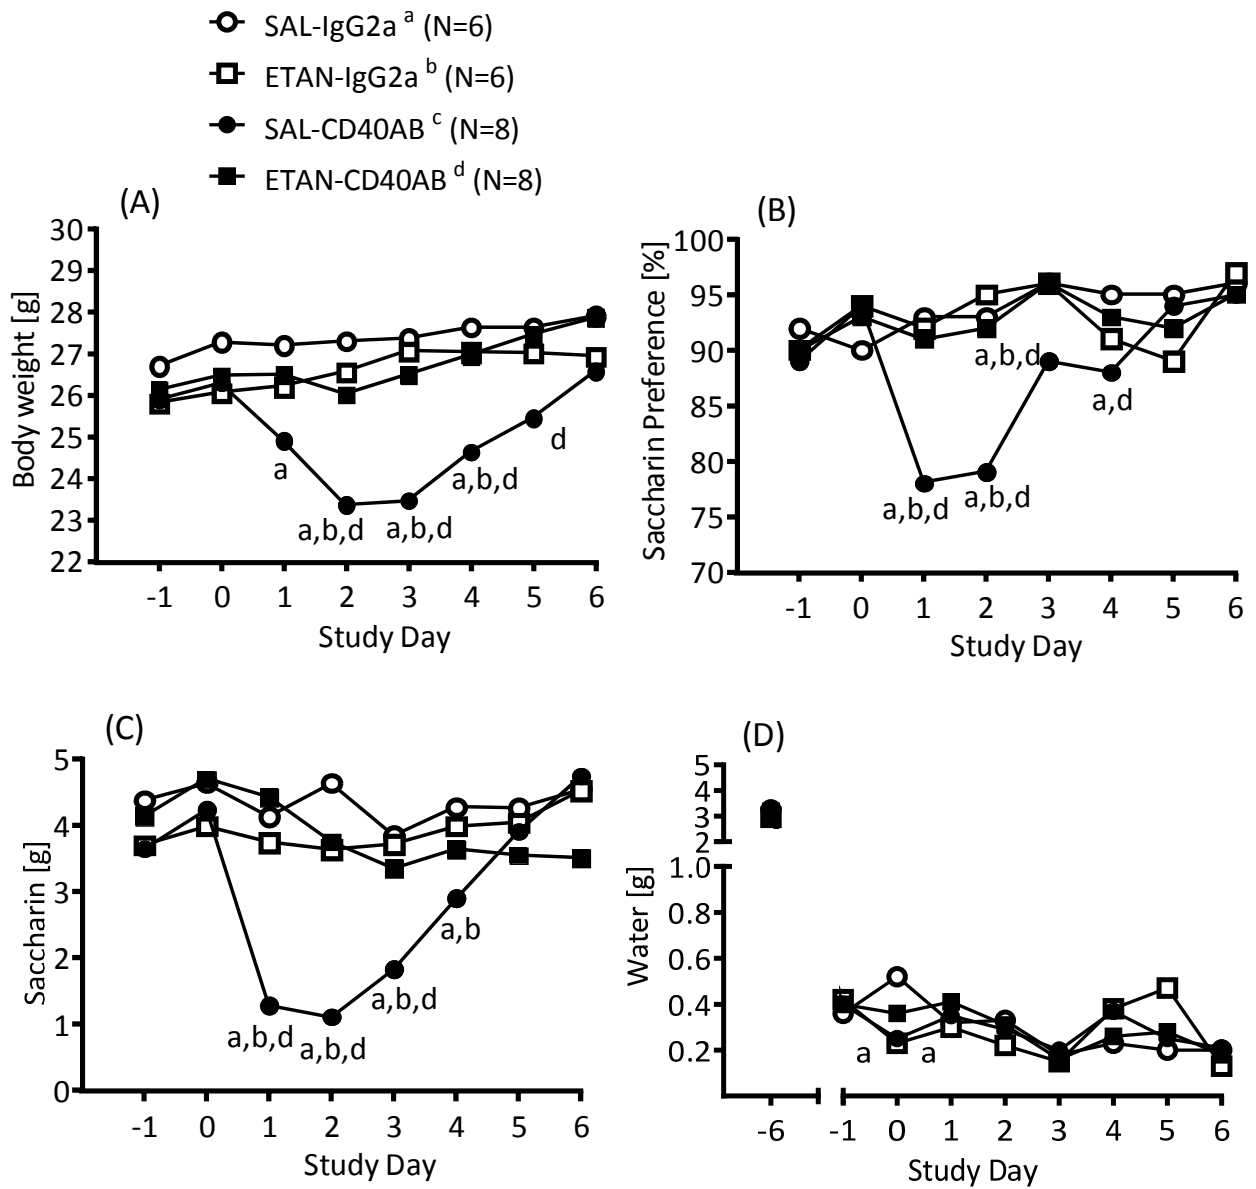 SAL-IgG2a a (N=6)
ETAN-IgG2a b (N=6)
SAL-CD40AB c (N=8)
ETAN-CD40AB d (N=8)
(A)
Body weight [g]
30
29
28
27
26
25
24
23
22
a
a,b,d
a,b,d
a,b,d
d
-1 0 1 2 3 4 5 6
Study Day
(B)
Saccharin Preference [%]
100
95
90
85
80
75
70
a,b,d
a,b,d
a,b,d
a,d
-1 0 1 2 3 4 5 6
Study Day
(C)
Saccharin [g]
5
4
3
2
1
0
a,b,d
a,b,d
a,b,d
a,b
-1 0 1 2 3 4 5 6
Study Day
(D)
Water [g]
5
4
3
2
1.0
0.8
0.6
0.4
0.2
a
a
-6 -1 0 1 2 3 4 5 6
Study Day